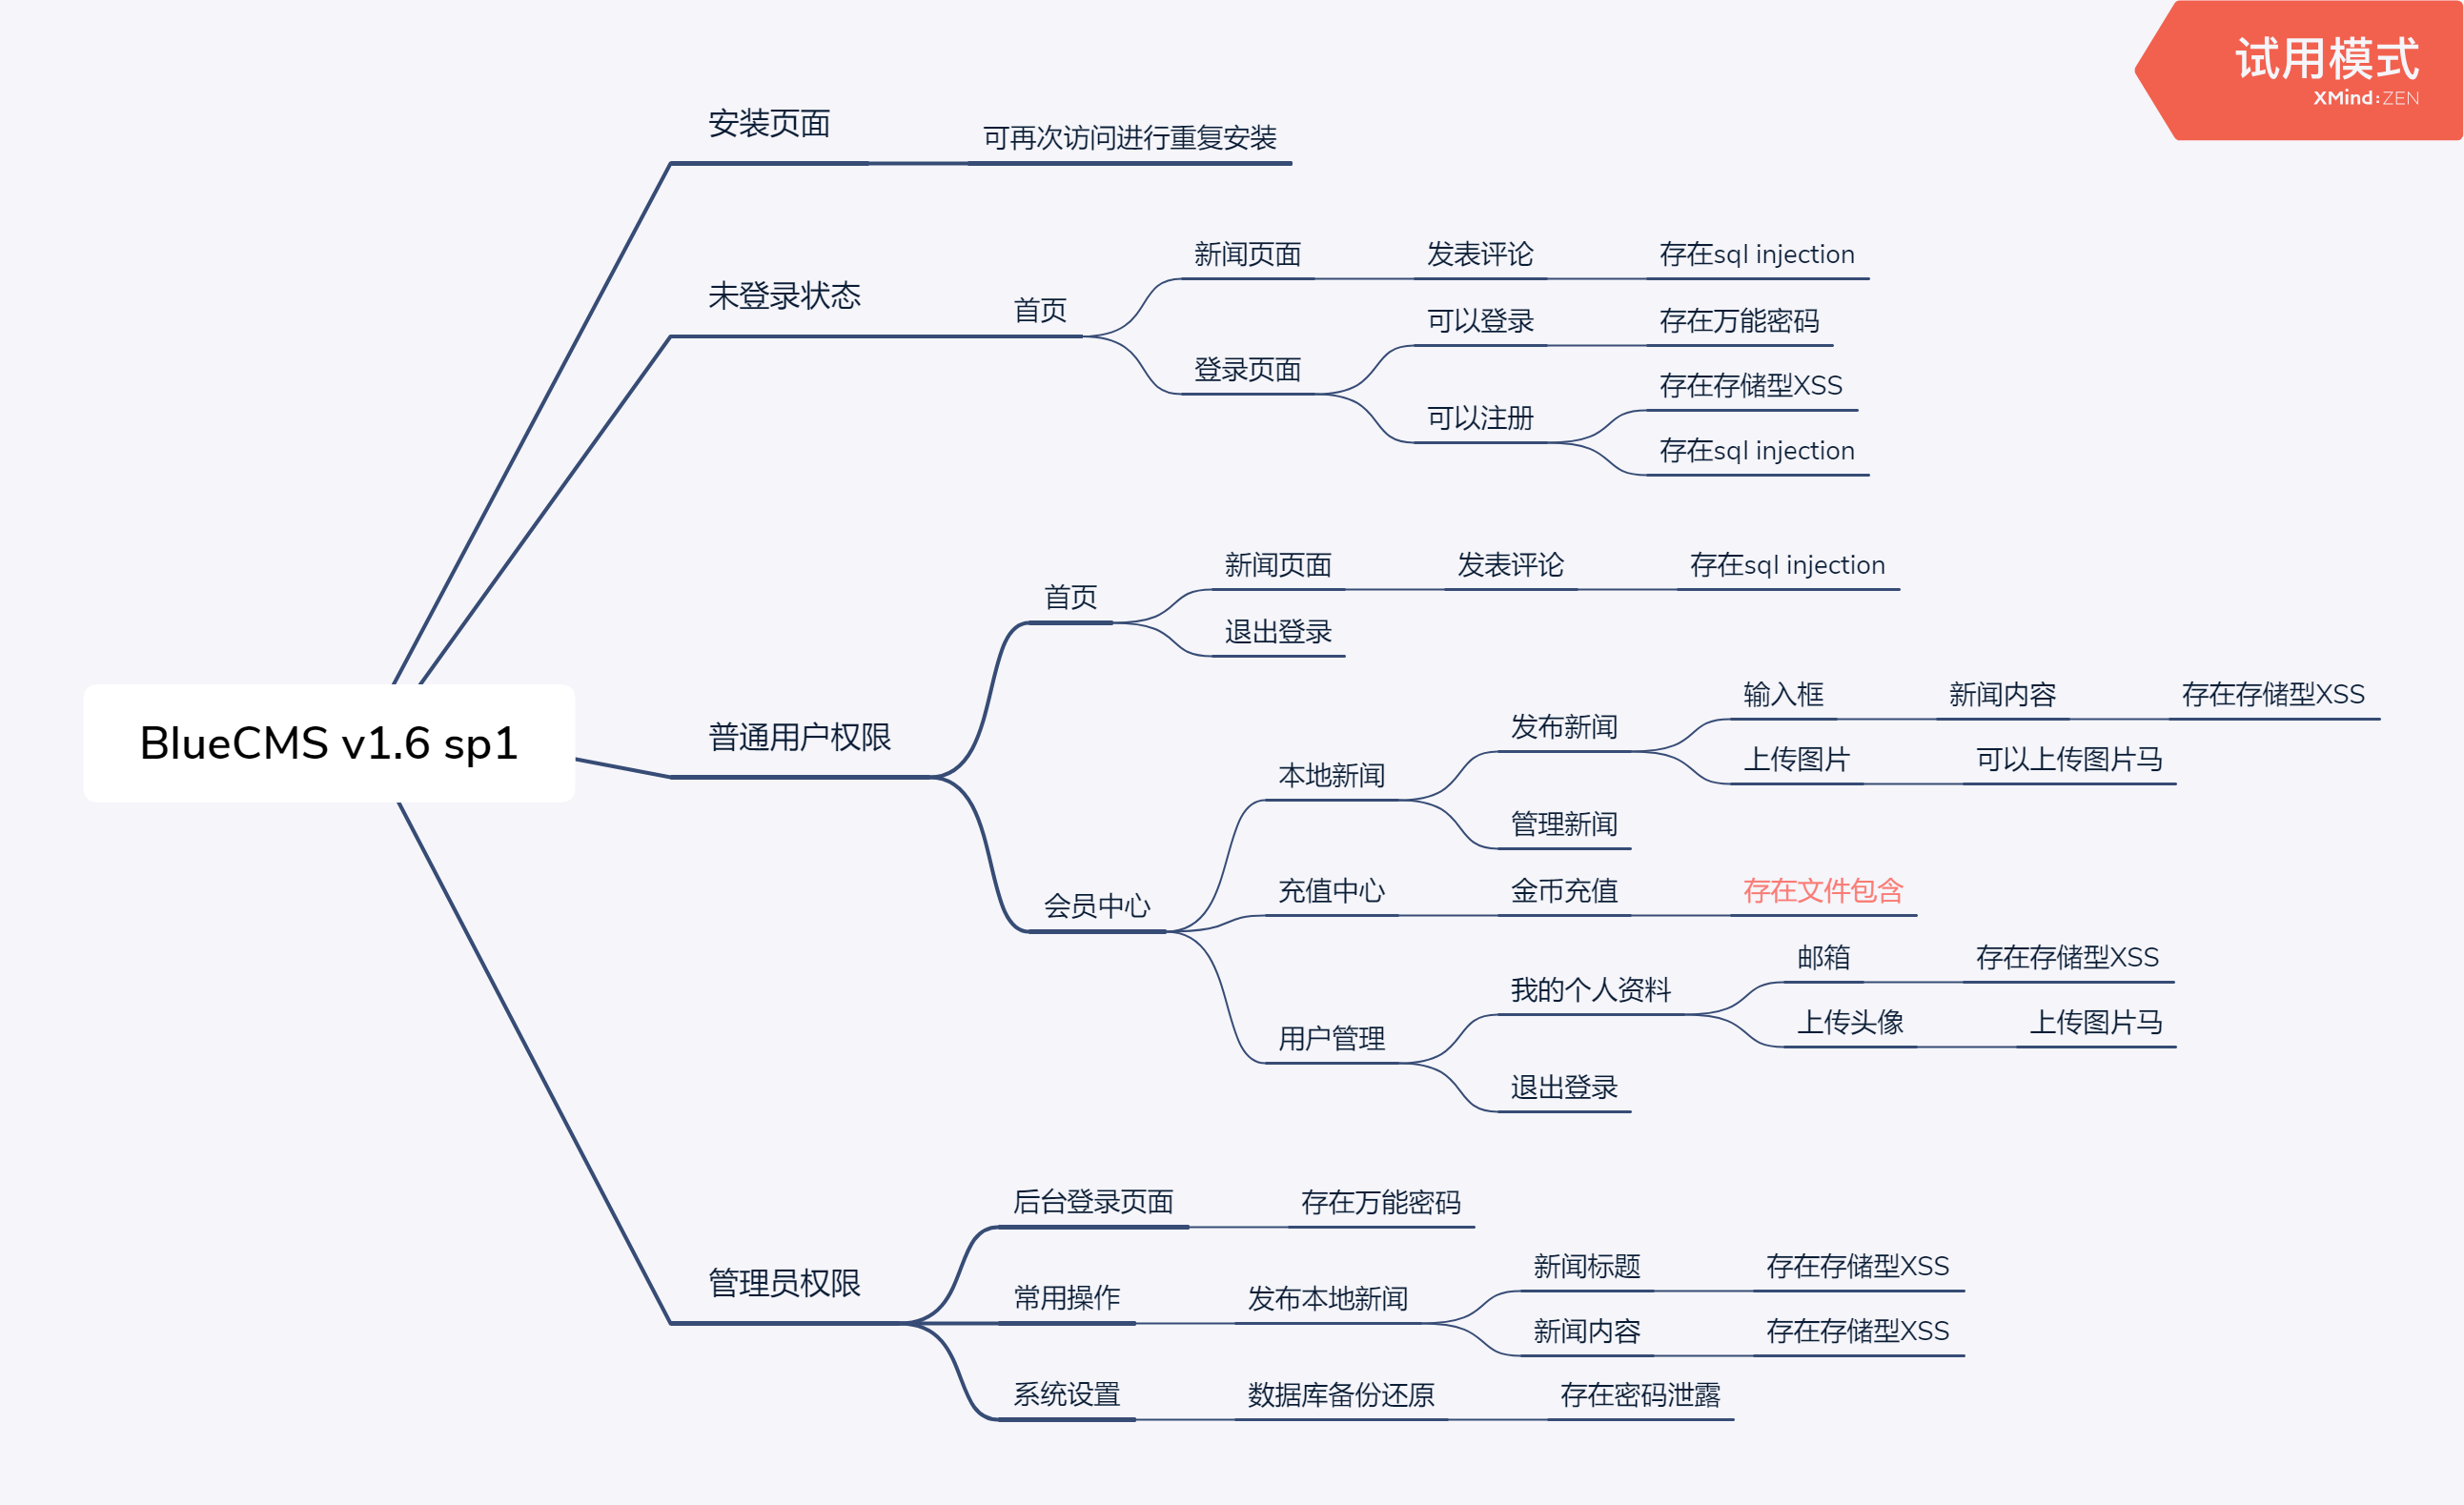 试用模式
XMind:ZEN
安装页面
可再次访问进行重复安装
未登录状态
首页
新闻页面
发表评论
存在sql injection
登录页面
可以登录
存在万能密码
可以注册
存在存储型XSS
存在sql injection
BlueCMS v1.6 sp1
普通用户权限
首页
新闻页面
发表评论
存在sql injection
退出登录
会员中心
本地新闻
发布新闻
输入框
新闻内容
存在存储型XSS
上传图片
可以上传图片马
管理新闻
充值中心
金币充值
存在文件包含
用户管理
我的个人资料
邮箱
存在存储型XSS
上传头像
上传图片马
退出登录
管理员权限
后台登录页面
存在万能密码
常用操作
发布本地新闻
新闻标题
存在存储型XSS
新闻内容
存在存储型XSS
系统设置
数据库备份还原
存在密码泄露